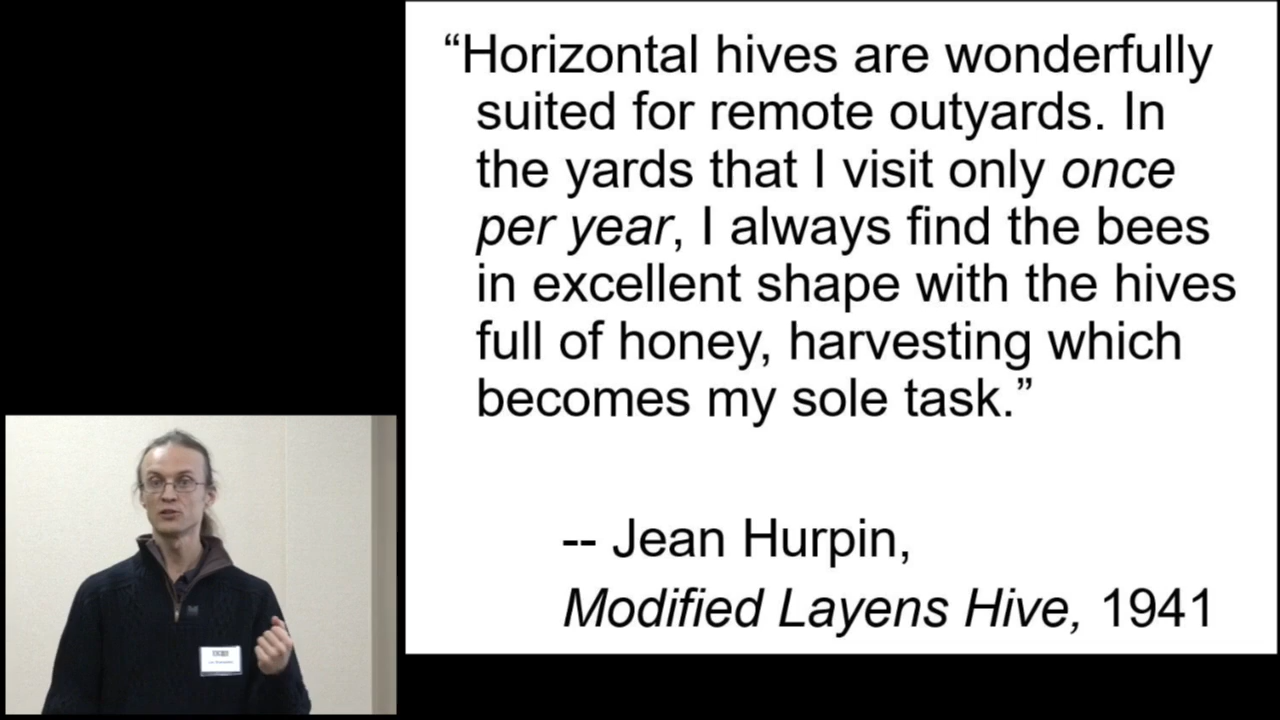 “Horizontal hives are wonderfully
suited for remote outyards. In
the yards that I visit only once
per year, I always find the bees
in excellent shape with the hives
full of honey, harvesting which
becomes my sole task.”
-- Jean Hurpin,
Modified Layens Hive, 1941